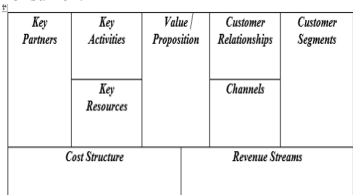 Key
Partners
Key
Activities
Value
Proposition
Customer
Relationships
Customer
Segments
Key
Resources
Channels
Cost Structure
Revenue Streams